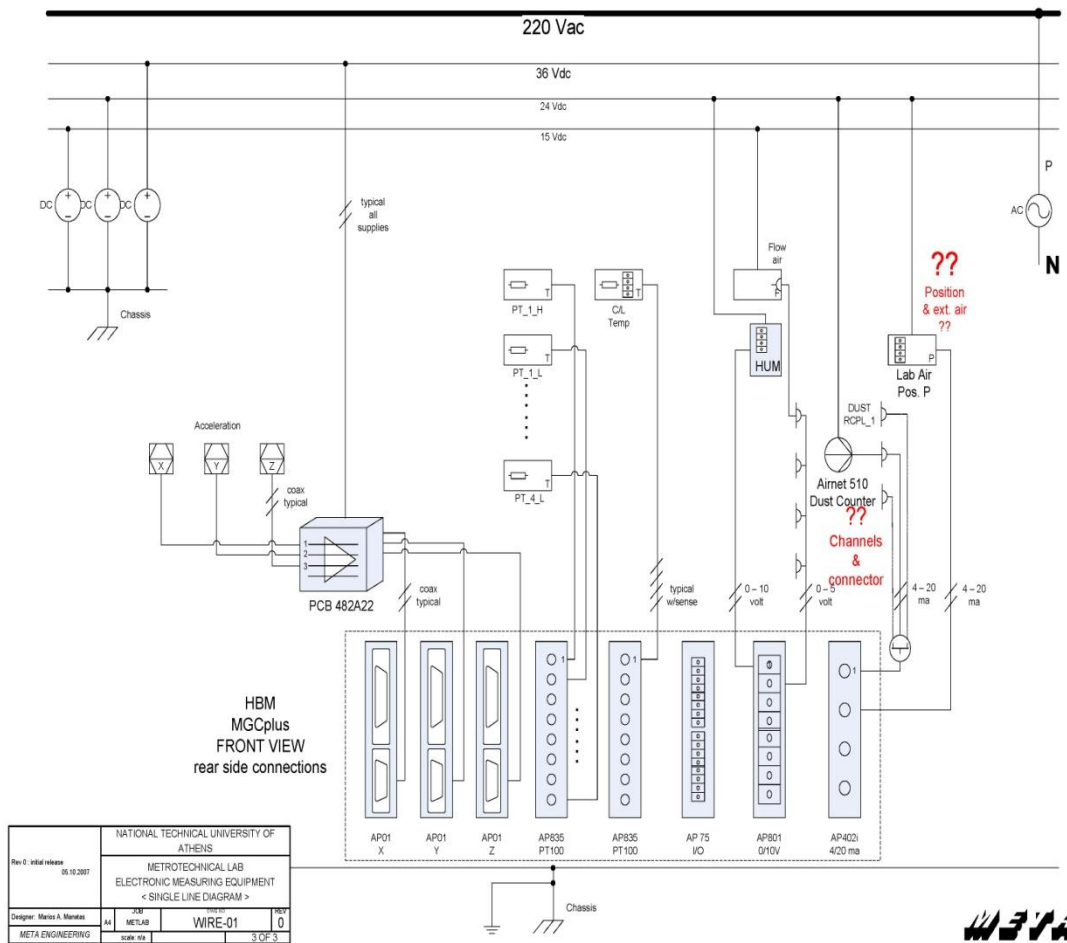 220 Vac
36 Vdc
24 Vdc
15 Vdc
P
DC
DC
DC
AC
N
typical
all
supplies
Chassis
Flow
air
F
??
Position
& ext. air
??
T
PT_1_H
T
C/L
Temp
HUM
P
Lab Air
Pos. P
T
PT_1_L
DUST
RCPL_1
Acceleration
X
Y
Z
T
PT_4_L
Airnet 510
Dust Counter
coax
typical
??
Channels
&
connector
1
2
3
PCB 482A22
coax
typical
typical
w/sense
0 – 10
volt
0 – 5
volt
4 – 20
ma
4 – 20
ma
HBM
MGCplus
FRONT VIEW
rear side connections
1
1
1
AP01
X
AP01
Y
AP01
Z
AP835
PT100
AP835
PT100
AP 75
I/O
AP801
0/10V
AP402i
4/20 ma
Chassis
Rev 0 : initial release
05.10.2007
NATIONAL TECHNICAL UNIVERSITY OF
ATHENS
METROTECHNICAL LAB
ELECTRONIC MEASURING EQUIPMENT
< SINGLE LINE DIAGRAM >
Designer: Marios A. Manetas
A4
JOB
METLAB
WIRE-01
REV
0
META ENGINEERING
scale: n/a
3 OF 3
META